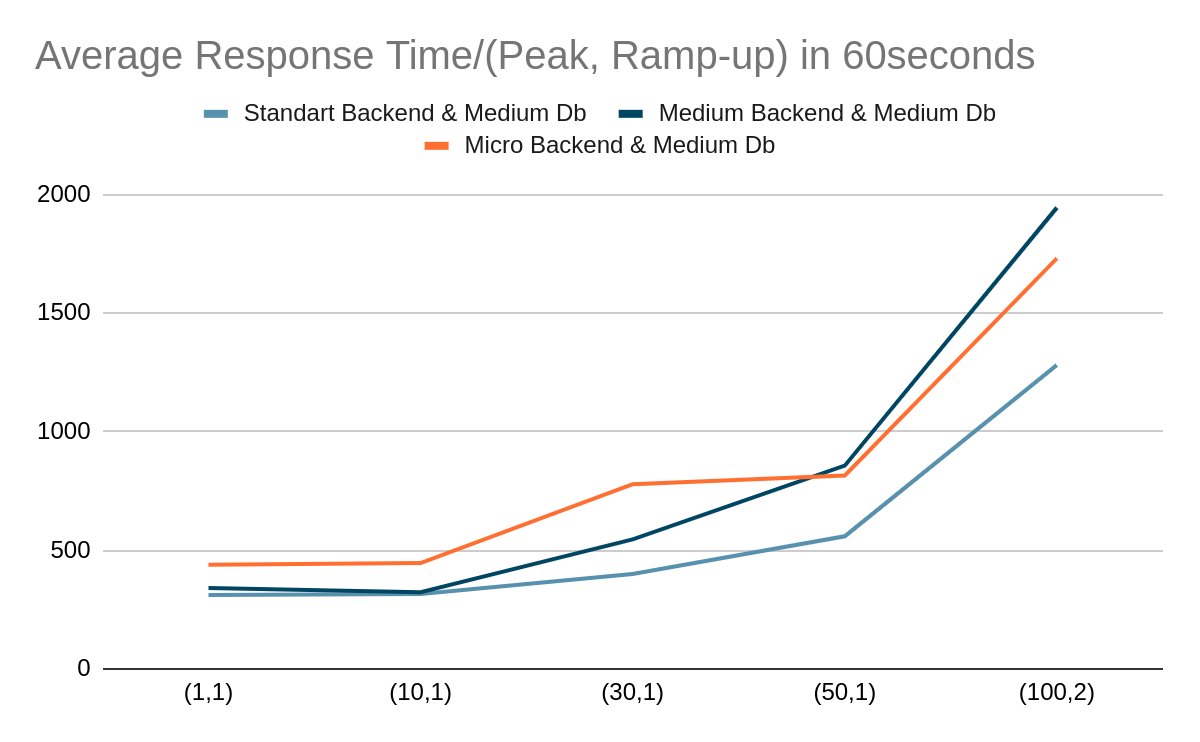 Average Response Time/(Peak, Ramp-up) in 60seconds
Standart Backend & Medium Db
Medium Backend & Medium Db
Micro Backend & Medium Db
2000
1500
1000
500
0
(1,1)
(10,1)
(30,1)
(50,1)
(100,2)